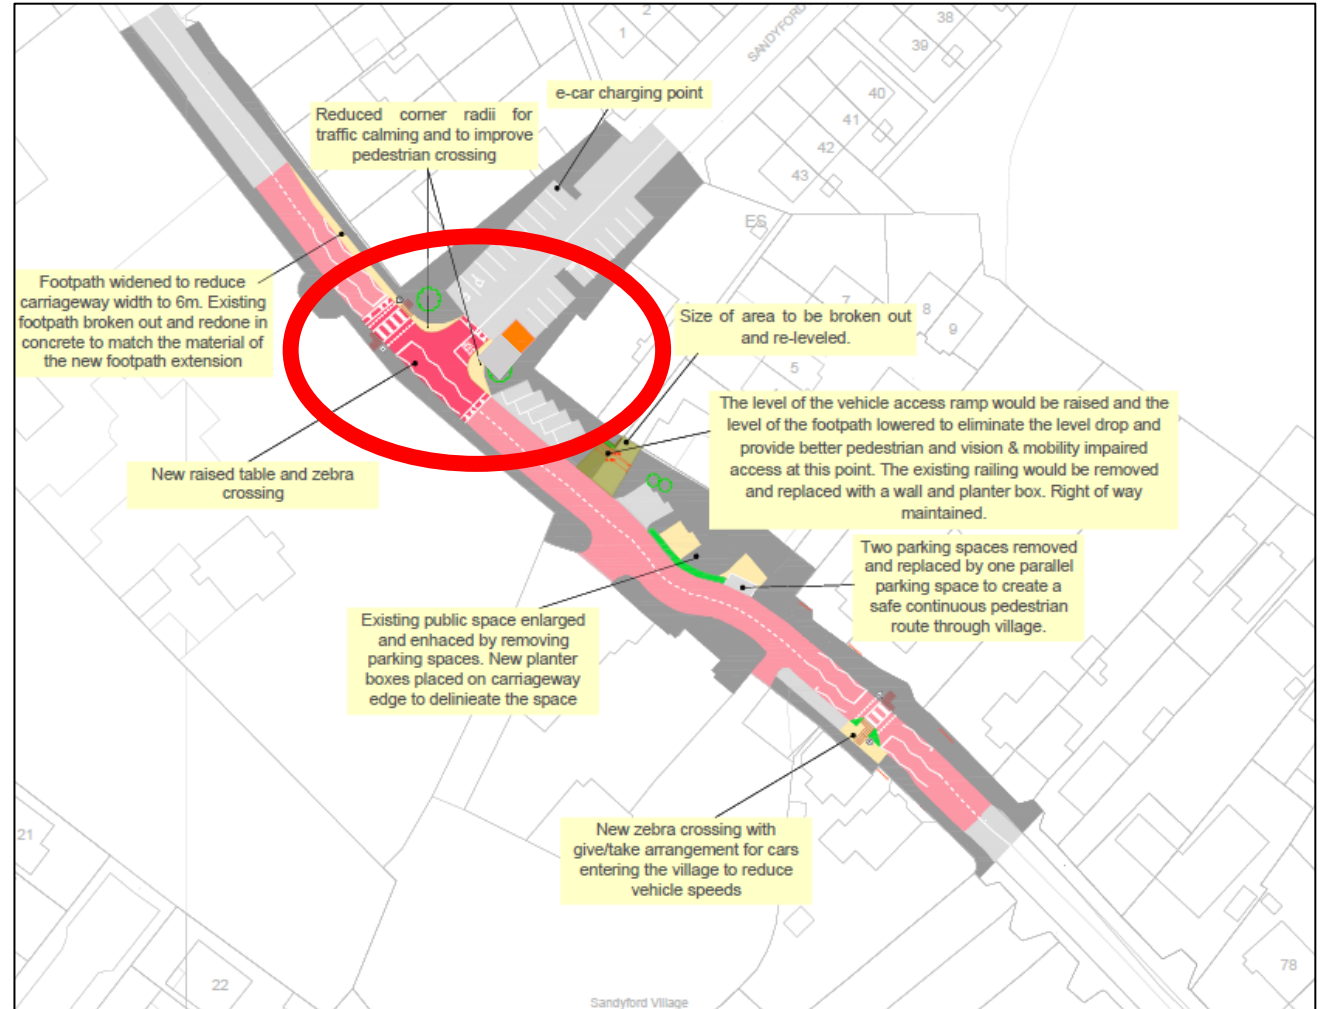 2
1
38
39
SANDYFORD
40
41
42
43
e-car charging point
Reduced corner radii for
traffic calming and to improve
pedestrian crossing
ES
Footpath widened to reduce
carriageway width to 6m. Existing
footpath broken out and redone in
concrete to match the material of
the new footpath extension
7
8
9
5
Size of area to be broken out
and re-leveled.
The level of the vehicle access ramp would be raised and the
level of the footpath lowered to eliminate the level drop and
provide better pedestrian and vision & mobility impaired
access at this point. The existing railing would be removed
and replaced with a wall and planter box. Right of way
maintained.
New raised table and zebra
crossing
Two parking spaces removed
and replaced by one parallel
parking space to create a
safe continuous pedestrian
route through village.
Existing public space enlarged
and enhaced by removing
parking spaces. New planter
boxes placed on carriageway
edge to delinieate the space
New zebra crossing with
give/take arrangement for cars
entering the village to reduce
vehicle speeds
21
22
78
Sandyford Village